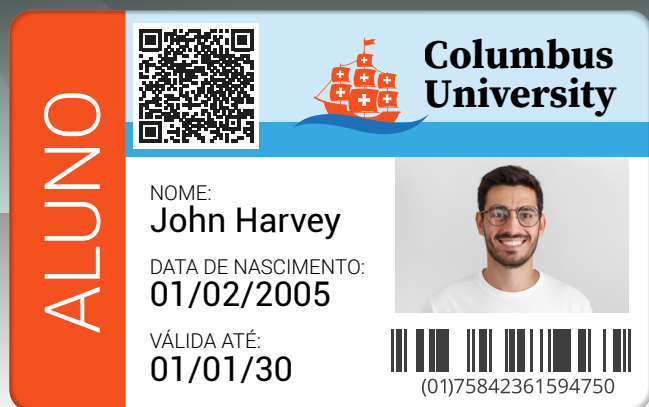 ALUNO
Columbus
University
NOME:
John Harvey
DATA DE NASCIMENTO:
01/02/2005
VÁLIDA ATÉ:
01/01/30
(01)75842361594750